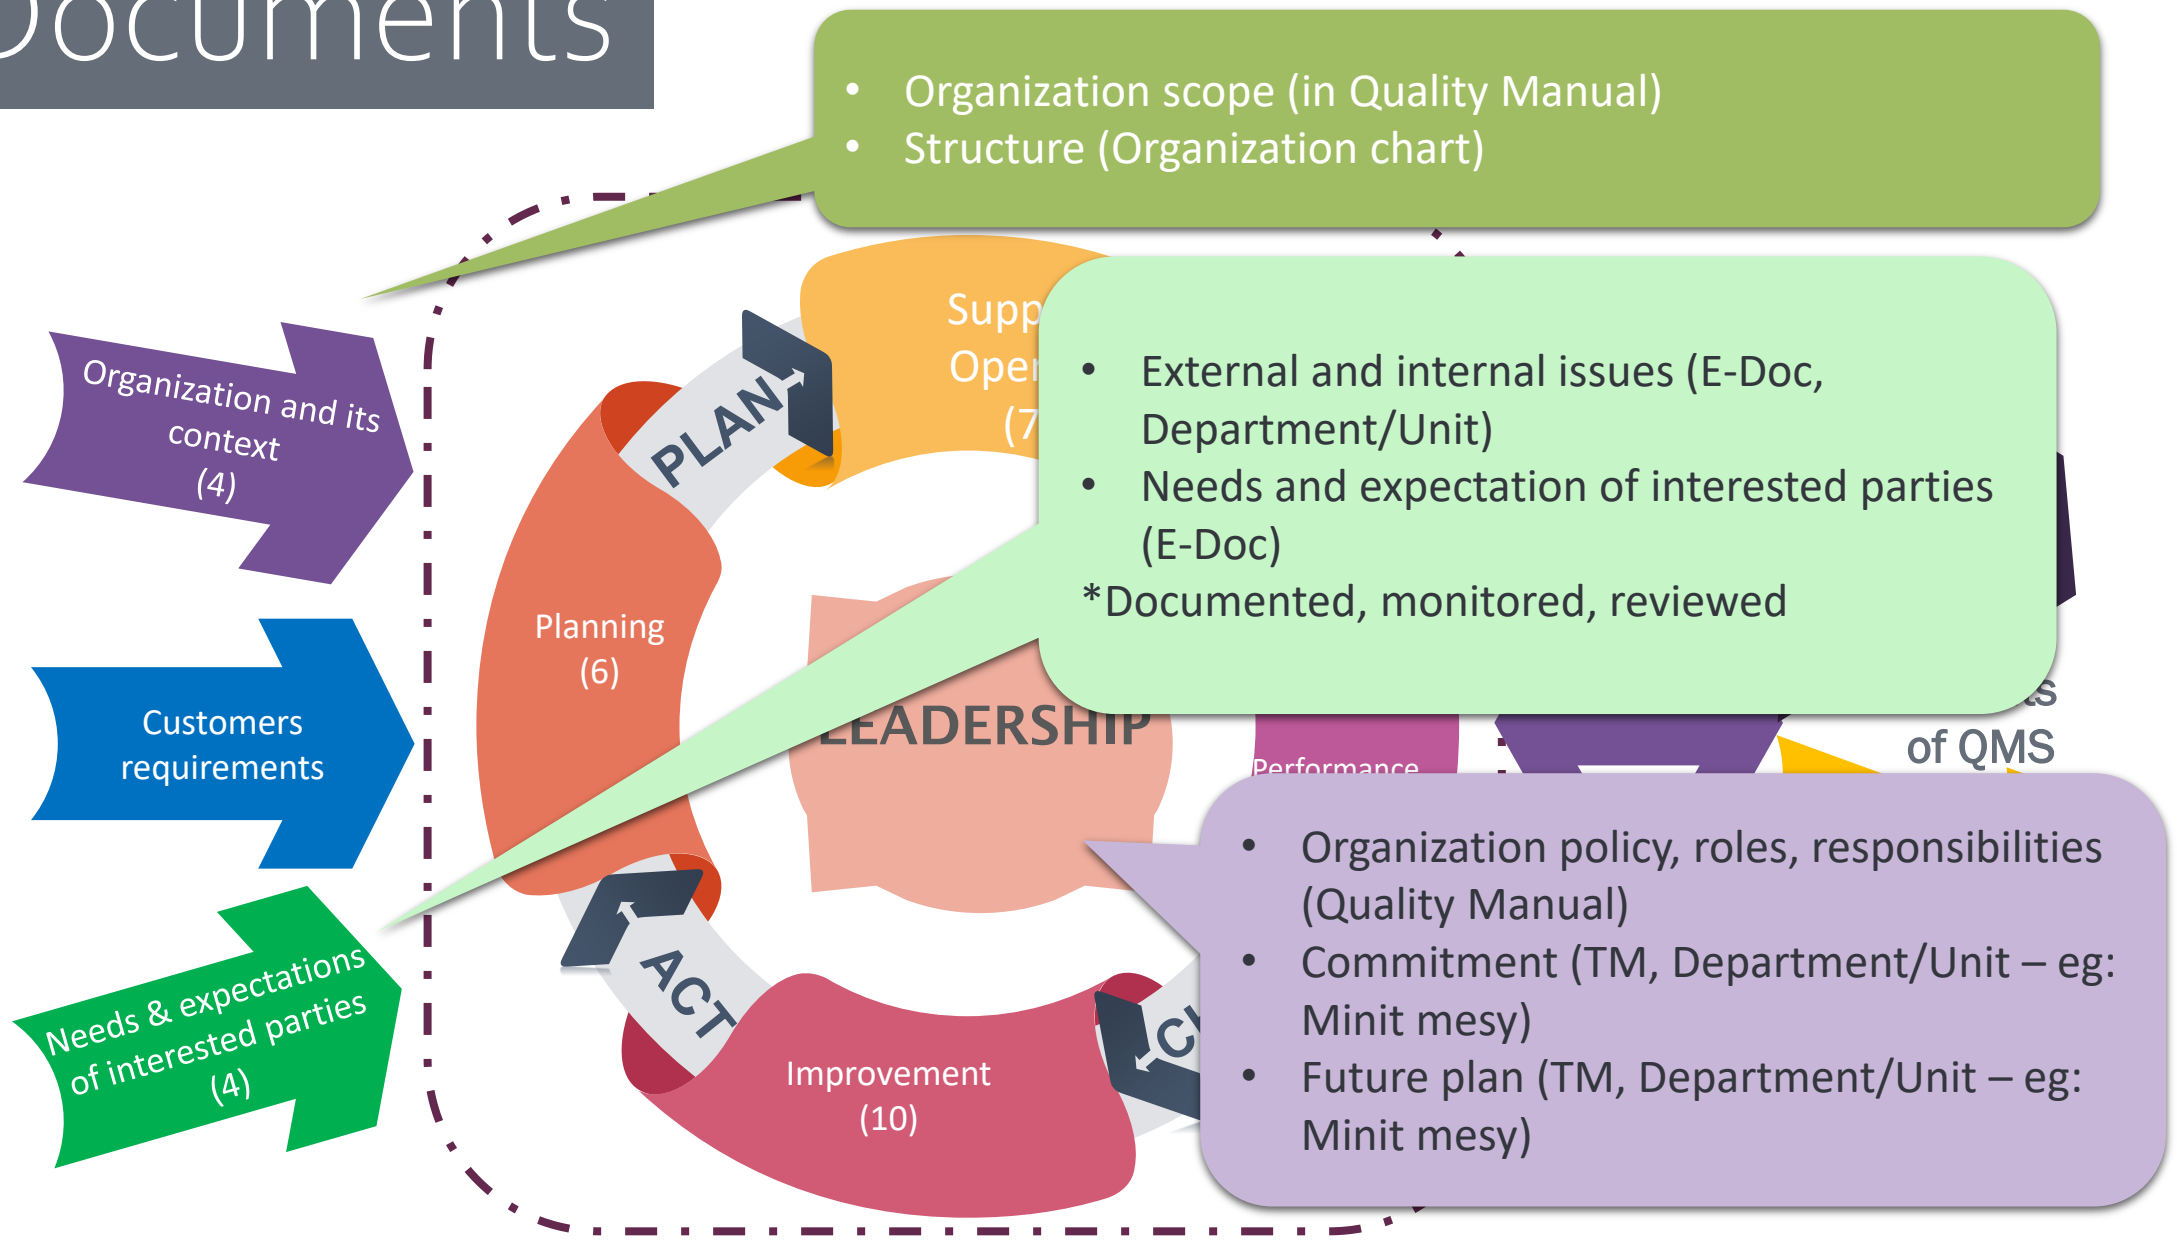 Documents
• Organization scope (in Quality Manual)
• Structure (Organization chart)
Organization and its
context
(4)
Customers
requirements
Needs & expectations
of interested parties
(4)
PLAN
Planning
(6)
ACT
Improvement
(10)
LEADERSHIP
Performance
of QMS
• External and internal issues (E-Doc,
Department/Unit)
• Needs and expectation of interested parties
(E-Doc)
*Documented, monitored, reviewed
• Organization policy, roles, responsibilities
(Quality Manual)
• Commitment (TM, Department/Unit – eg:
Minit mesy)
• Future plan (TM, Department/Unit – eg:
Minit mesy)